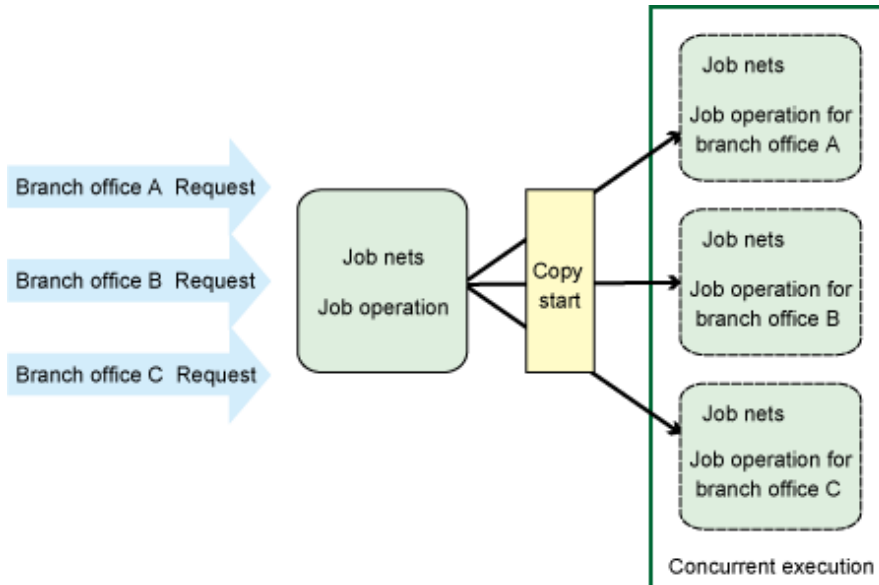 Branch office A Request
Branch office B Request
Branch office C Request
Job nets
Job operation
Copy
start
Job nets
Job operation for
branch office A
Job nets
Job operation for
branch office B
Job nets
Job operation for
branch office C
Concurrent execution